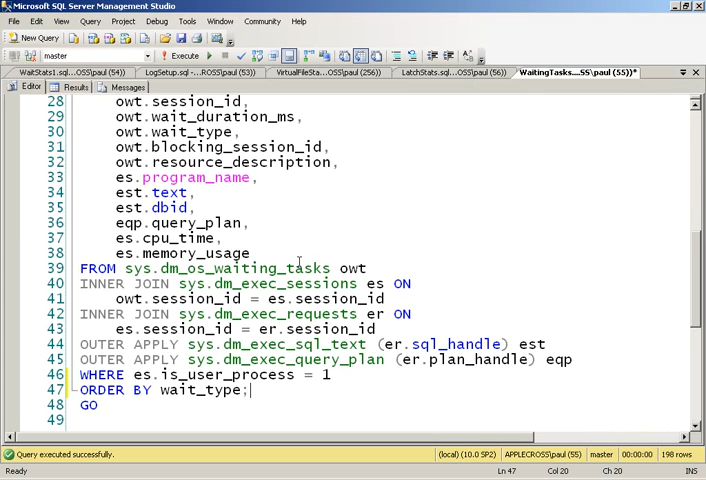 Microsoft SQL Server Management Studio
File Edit View Query Project Debug Tools Window Community Help
New Query
master Execute
WaitStats1.sql...OSS\paul (54)) LogSetup.sql -...ROSS\paul (53)) VirtualFileSta...OSS\paul (256)) LatchStats.sql...OSS\paul (56)) WaitingTasks....SS\paul (55))*
Editor Results Messages
28 owt.session_id,
29 owt.wait_duration_ms,
30 owt.wait_type,
31 owt.blocking_session_id,
32 owt.resource_description,
33 es.program_name,
34 est.text,
35 est.dbid,
36 eqp.query_plan,
37 es.cpu_time,
38 es.memory_usage
39 FROM sys.dm_os_waiting_tasks owt
40 INNER JOIN sys.dm_exec_sessions es ON
41 owt.session_id = es.session_id
42 INNER JOIN sys.dm_exec_requests er ON
43 es.session_id = er.session_id
44 OUTER APPLY sys.dm_exec_sql_text (er.sql_handle) est
45 OUTER APPLY sys.dm_exec_query_plan (er.plan_handle) eqp
46 WHERE es.is_user_process = 1
47 ORDER BY wait_type;
48 GO
49
Query executed successfully. (local) (10.0 SP2) APPLECROSS\paul (55) master 00:00:00 198 rows
Ready Ln 47 Col 20 Ch 20 INS